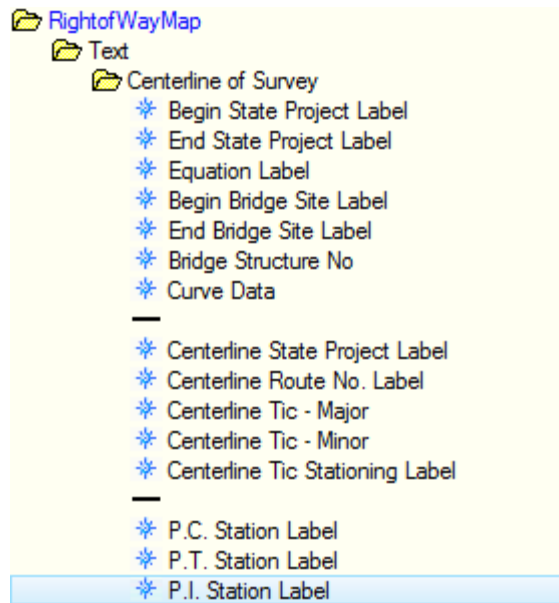 RightofWayMap
Text
Centerline of Survey
Begin State Project Label
End State Project Label
Equation Label
Begin Bridge Site Label
End Bridge Site Label
Bridge Structure No
Curve Data
Centerline State Project Label
Centerline Route No. Label
Centerline Tic - Major
Centerline Tic - Minor
Centerline Tic Stationing Label
P.C. Station Label
P.T. Station Label
P.I. Station Label